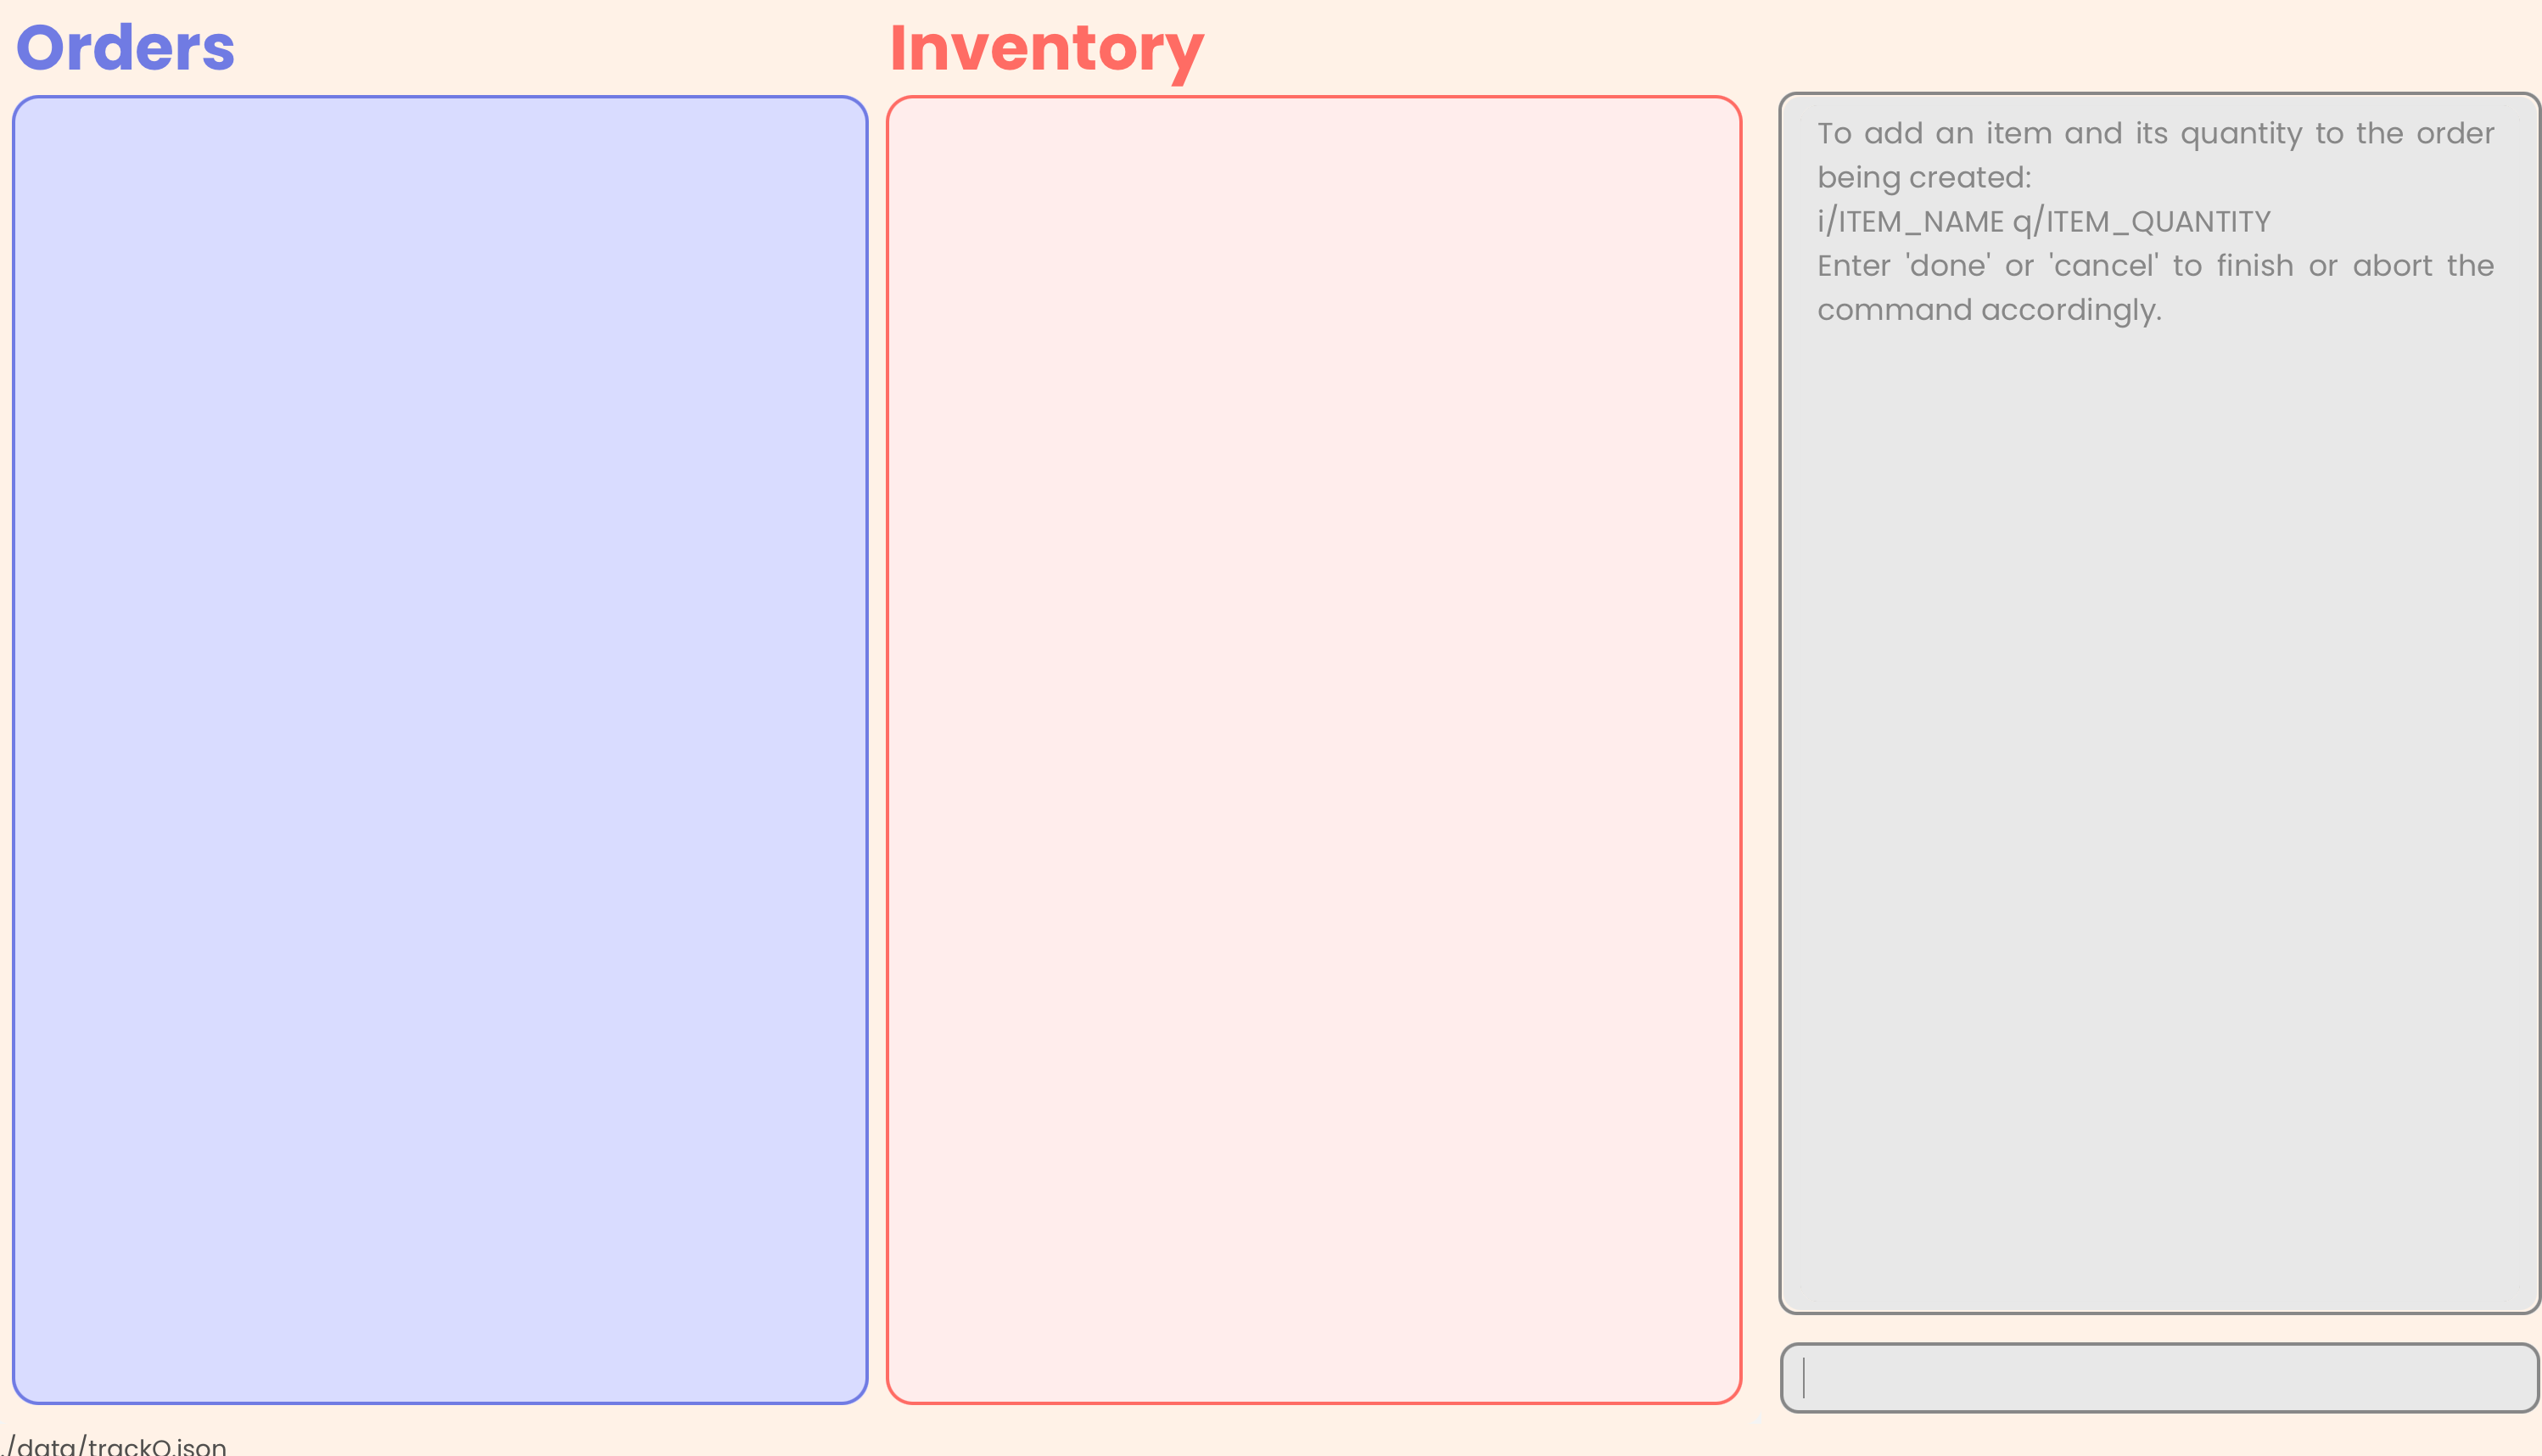 Orders
Inventory
To add an item and its quantity to the order
being created:
i/ITEM_NAME q/ITEM_QUANTITY
Enter 'done' or 'cancel' to finish or abort the
command accordingly.
./data/trackO.json